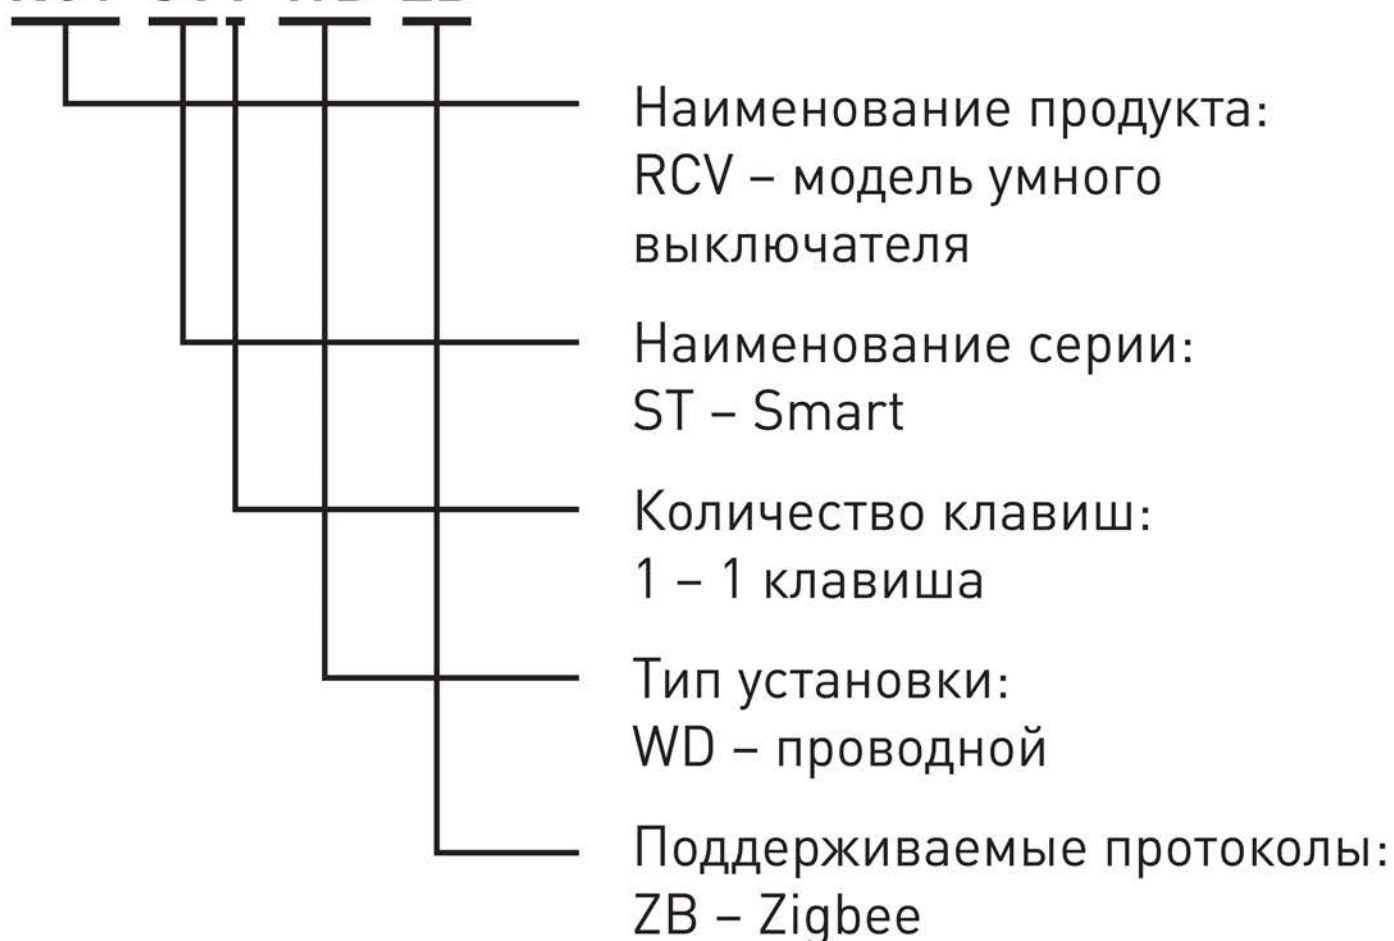 Наименование продукта:
RCV – модель умного
выключателя
Наименование серии:
ST – Smart
Количество клавиш:
1 – 1 клавиша
Тип установки:
WD – проводной
Поддерживаемые протоколы:
ZB – Zigbee